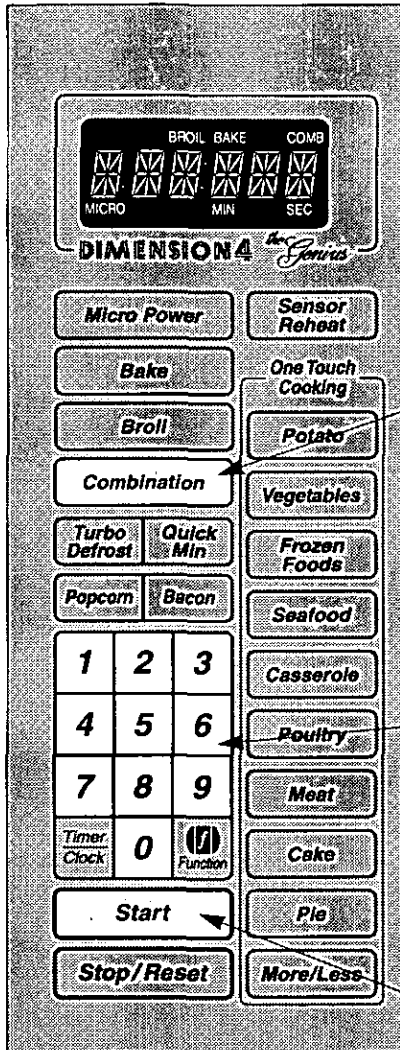 BROIL BAKE COMB
MICRO MIN SEC
DIMENSION 4 the Genius
Micro Power
Sensor
Reheat
Bake
Broil
Combination
Turbo
Defrost
Quick
Min
Popcorn
Bacon
1 2 3
4 5 6
7 8 9
Timer
Clock
0
Function
Start
Stop/Reset
One Touch
Cooking
Potato
Vegetables
Frozen
Foods
Seafood
Casserole
Poultry
Meat
Cake
Pie
More/Less